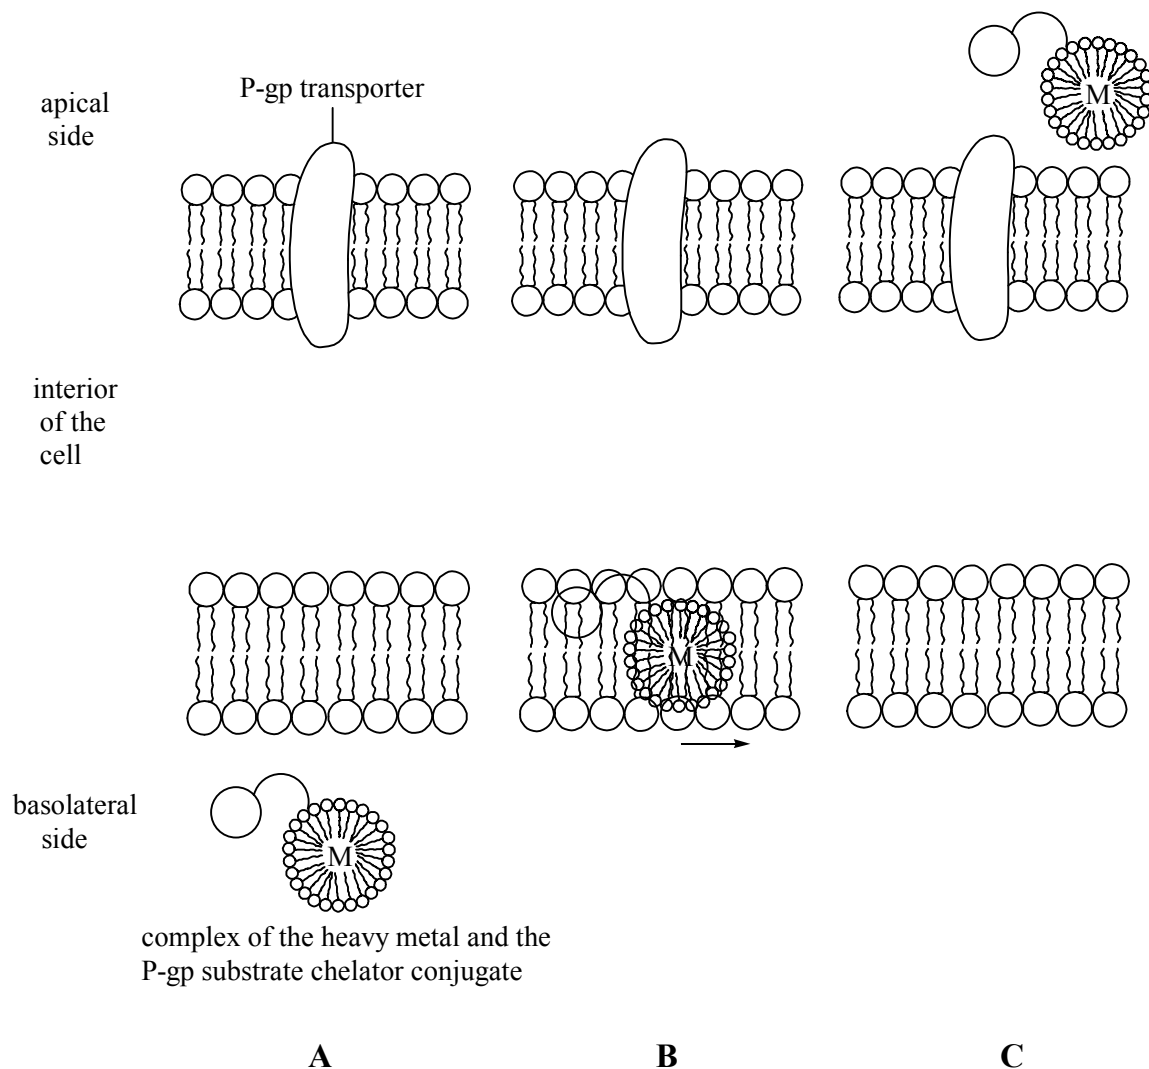 P-gp transporter
apical
side
M
interior
of the
cell
M
basolateral
side
M
complex of the heavy metal and the
P-gp substrate chelator conjugate
A
B
C